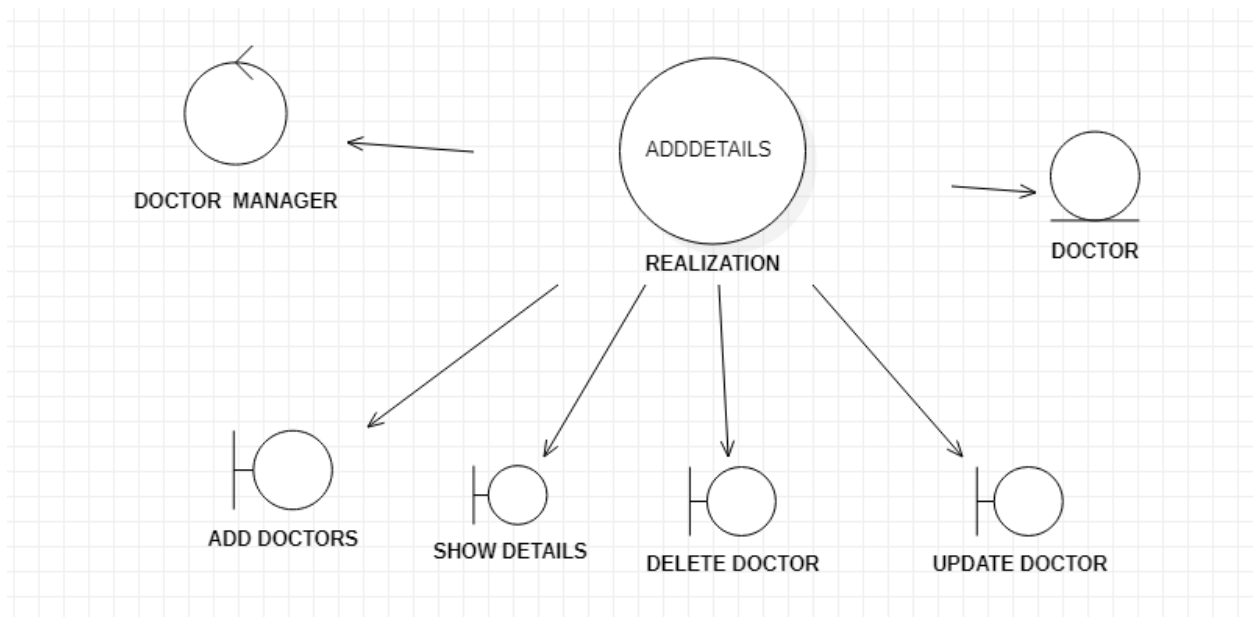 ADDDETAILS
DOCTOR  MANAGER
DOCTOR
REALIZATION
ADD DOCTORS
SHOW DETAILS
DELETE DOCTOR
UPDATE DOCTOR